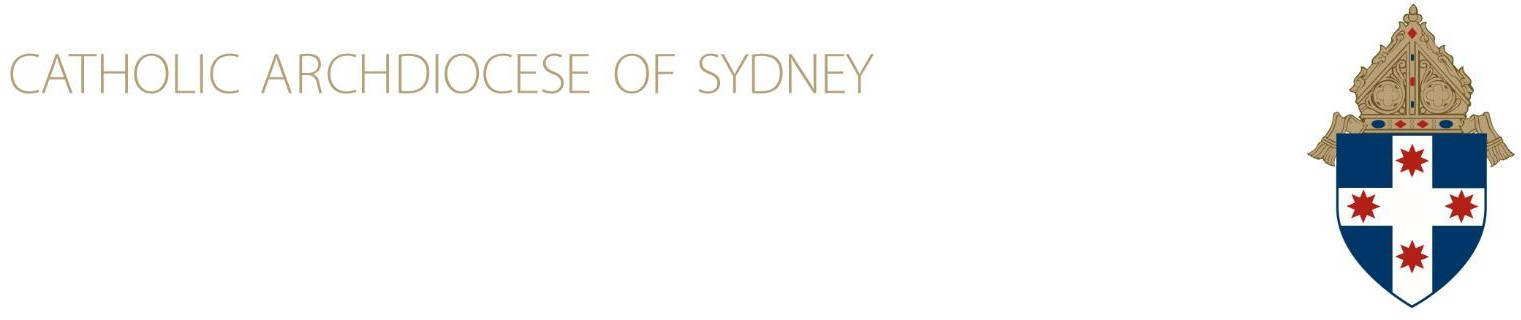 CATHOLIC ARCHDIOCESE OF SYDNEY